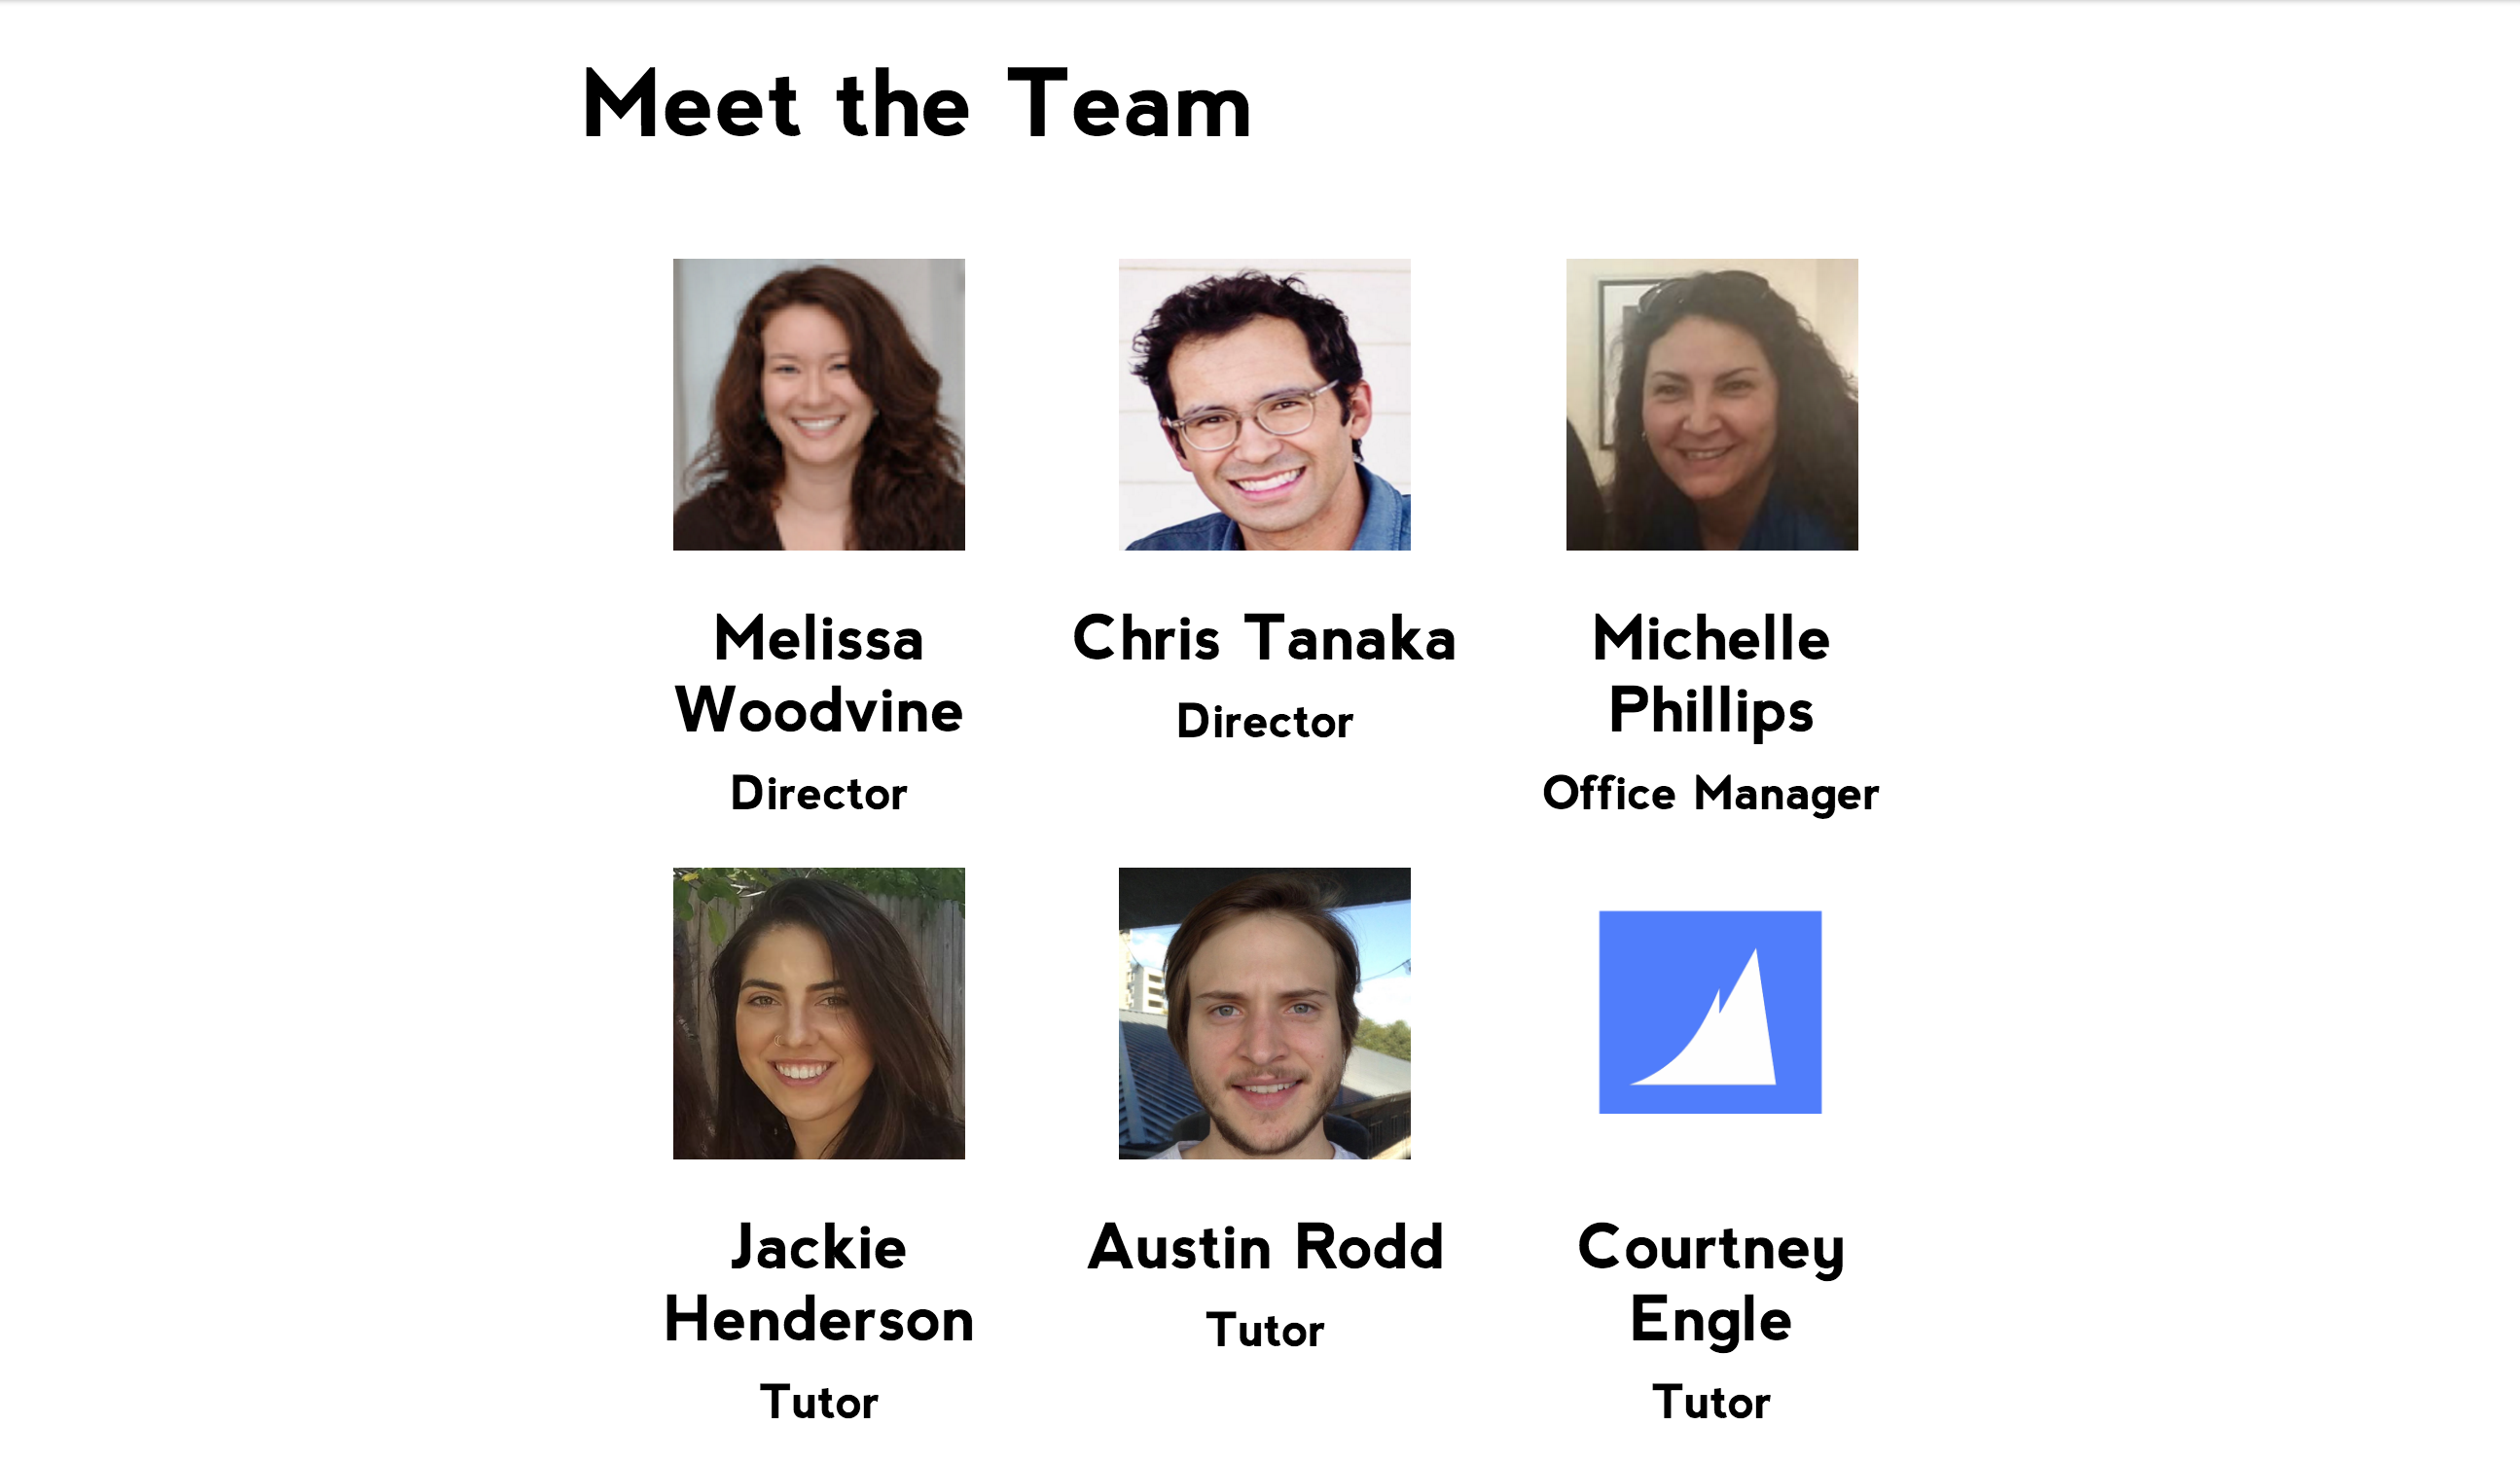 Meet the Team
Melissa
Woodvine
Director
Chris Tanaka
Director
Michelle
Phillips
Office Manager
Jackie
Henderson
Tutor
Austin Rodd
Tutor
Courtney
Engle
Tutor